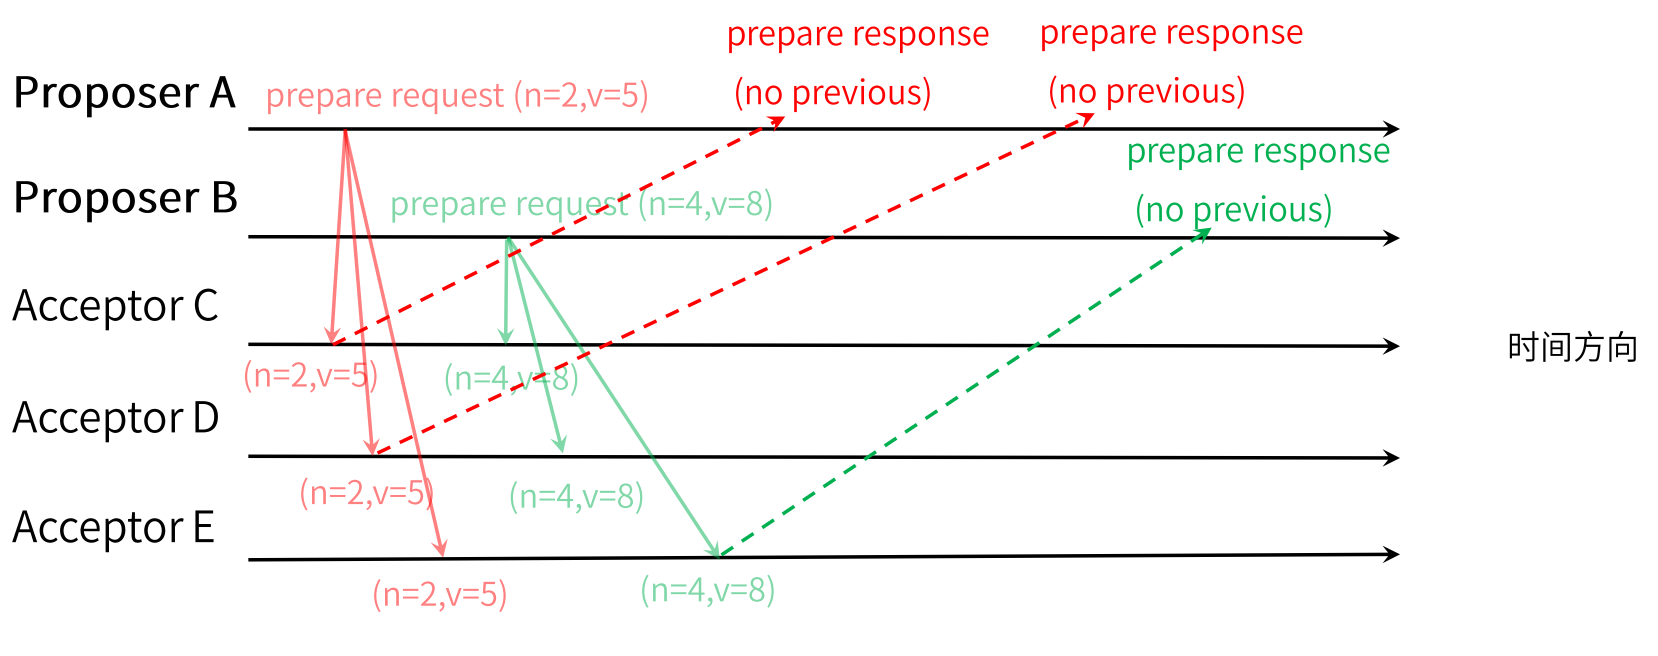 prepare response
(no previous)
prepare response
(no previous)
Proposer A
prepare request (n=2,v=5)
prepare response
(no previous)
Proposer B
prepare request (n=4,v=8)
Acceptor C
时间方向
(n=2,v=5)
(n=4,v=8)
Acceptor D
(n=2,v=5)
(n=4,v=8)
Acceptor E
(n=2,v=5)
(n=4,v=8)